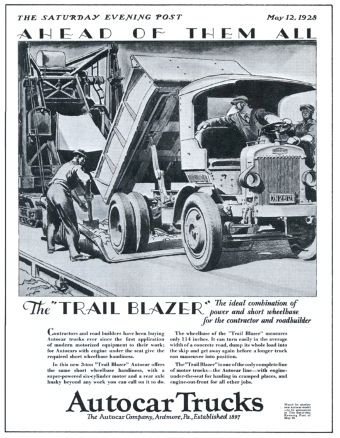 THE SATURDAY EVENING POST May 12, 1928
AHEAD OF THEM ALL
The "TRAIL BLAZER" The ideal combination of
power and short wheelbase
for the contractor and roadbuilder
Contractors and road builders have been buying
Autocar trucks ever since the first application
of modern motorized equipment to their work;
for Autocars with engine under the seat give the
required short wheelbase handiness.
In this new 5-ton "Trail Blazer" Autocar offers
the same short wheelbase handiness, with a
super-powered six-cylinder motor and a rear axle
husky beyond any work you can call on it to do.
The wheelbase of the "Trail Blazer" measures
only 114 inches. It can turn easily in the average
width of a concrete road, dump its whole load into
the skip and get away again before a longer truck
can manoeuver into position.
The "Trail Blazer" is one of the only complete line
of motor trucks—the Autocar line—with engine-
under-the-seat for handling in cramped places, and
engine-out-front for all other jobs.
Autocar Trucks
The Autocar Company, Ardmore, Pa., Established 1897